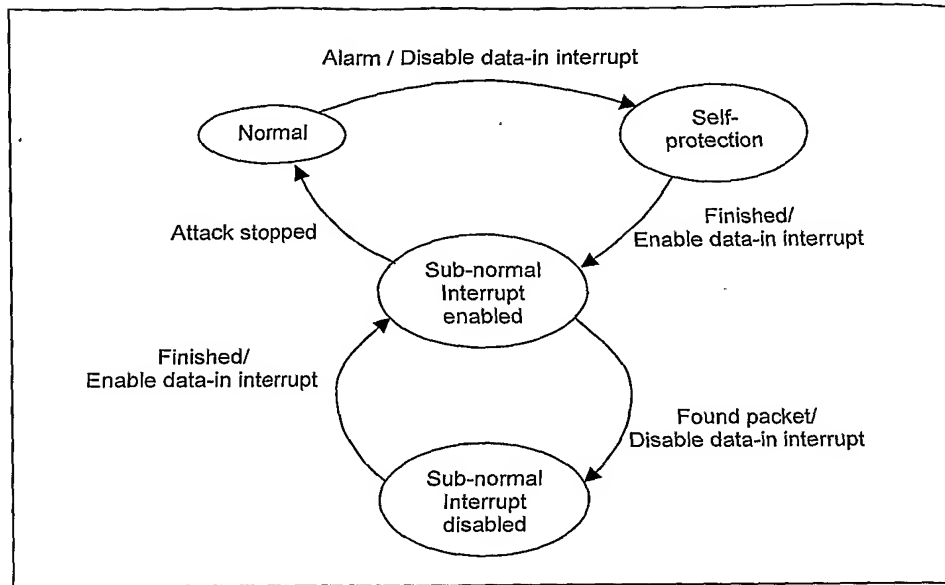 Alarm / Disable data-in interrupt
Normal
Self-
protection
Attack stopped
Finished/
Enable data-in interrupt
Sub-normal
Interrupt
enabled
Finished/
Enable data-in interrupt
Found packet/
Disable data-in interrupt
Sub-normal
Interrupt
disabled